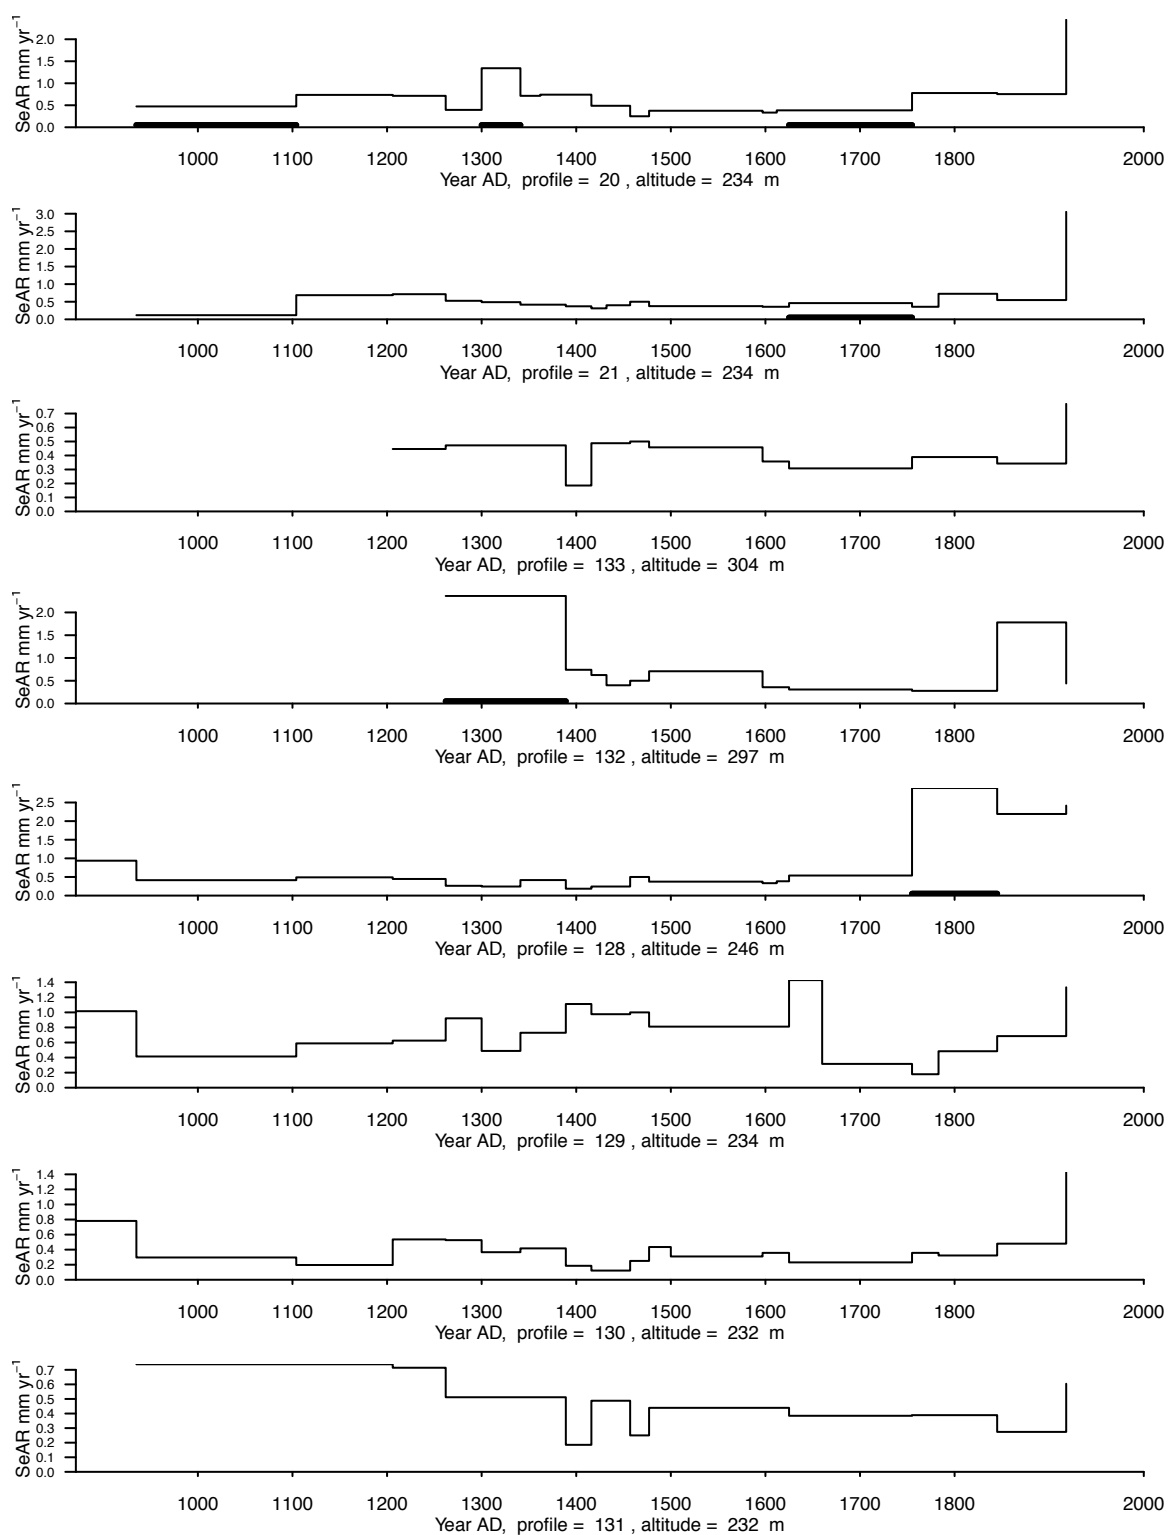 SeAR mm yr⁻¹
2.0
1.5
1.0
0.5
0.0
1000 1100 1200 1300 1400 1500 1600 1700 1800 2000
Year AD, profile = 20 , altitude = 234 m
SeAR mm yr⁻¹
3.0
2.5
2.0
1.5
1.0
0.5
0.0
1000 1100 1200 1300 1400 1500 1600 1700 1800 2000
Year AD, profile = 21 , altitude = 234 m
SeAR mm yr⁻¹
0.7
0.6
0.5
0.4
0.3
0.2
0.1
0.0
1000 1100 1200 1300 1400 1500 1600 1700 1800 2000
Year AD, profile = 133 , altitude = 304 m
SeAR mm yr⁻¹
2.0
1.5
1.0
0.5
0.0
1000 1100 1200 1300 1400 1500 1600 1700 1800 2000
Year AD, profile = 132 , altitude = 297 m
SeAR mm yr⁻¹
2.5
2.0
1.5
1.0
0.5
0.0
1000 1100 1200 1300 1400 1500 1600 1700 1800 2000
Year AD, profile = 128 , altitude = 246 m
SeAR mm yr⁻¹
1.4
1.2
1.0
0.8
0.6
0.4
0.2
0.0
1000 1100 1200 1300 1400 1500 1600 1700 1800 2000
Year AD, profile = 129 , altitude = 234 m
SeAR mm yr⁻¹
1.4
1.2
1.0
0.8
0.6
0.4
0.2
0.0
1000 1100 1200 1300 1400 1500 1600 1700 1800 2000
Year AD, profile = 130 , altitude = 232 m
SeAR mm yr⁻¹
0.7
0.6
0.5
0.4
0.3
0.2
0.1
0.0
1000 1100 1200 1300 1400 1500 1600 1700 1800 2000
Year AD, profile = 131 , altitude = 232 m